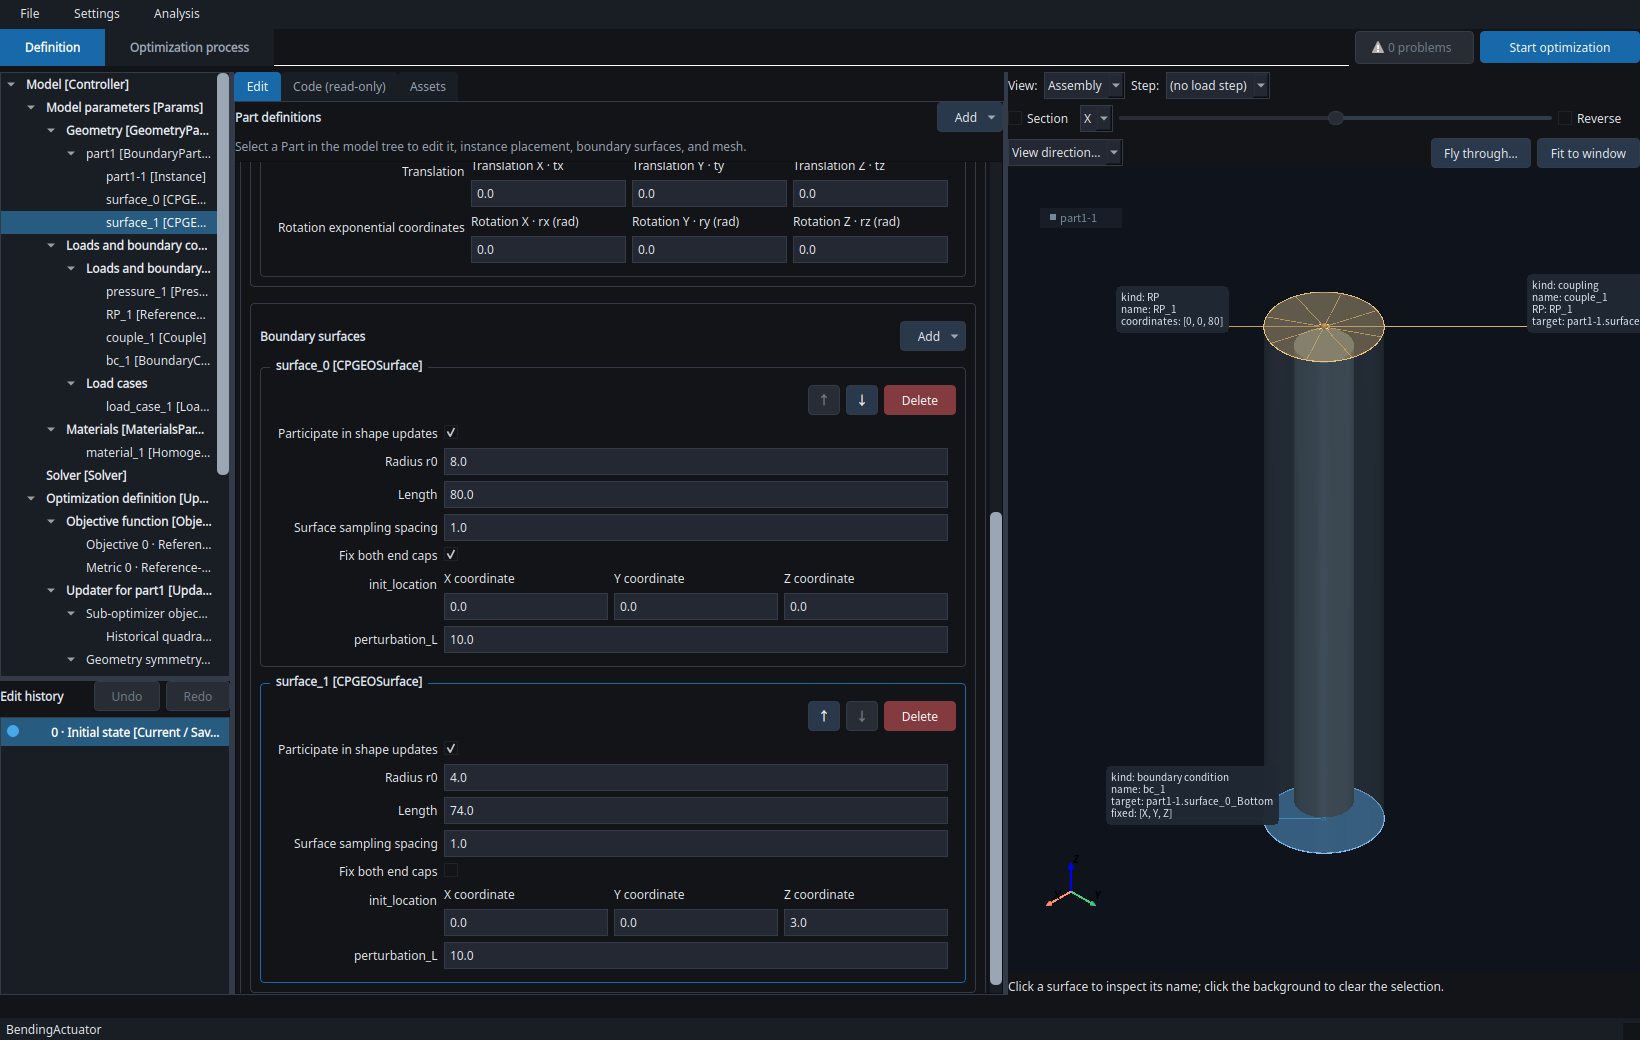 File Settings Analysis
Definition Optimization process 0 problems Start optimization
Model [Controller]
Model parameters [Params]
Geometry [GeometryPa...
part1 [BoundaryPart...
part1-1 [Instance]
surface_0 [CPGE...
surface_1 [CPGE...
Loads and boundary co...
Loads and boundary...
pressure_1 [Pres...
RP_1 [Reference...
couple_1 [Couple]
bc_1 [BoundaryC...
Load cases
load_case_1 [Loa...
Materials [MaterialsPar...
material_1 [Homoge...
Solver [Solver]
Optimization definition [Up...
Objective function [Obje...
Objective 0 · Referen...
Metric 0 · Reference-...
Updater for part1 [Upda...
Sub-optimizer objec...
Historical quadra...
Geometry symmetry...
Edit history Undo Redo
0 · Initial state [Current / Sav...
Edit Code (read-only) Assets
Part definitions Add
Select a Part in the model tree to edit it, instance placement, boundary surfaces, and mesh.
Translation Translation X · tx Translation Y · ty Translation Z · tz
0.0 0.0 0.0
Rotation exponential coordinates Rotation X · rx (rad) Rotation Y · ry (rad) Rotation Z · rz (rad)
0.0 0.0 0.0
Boundary surfaces Add
surface_0 [CPGEOSurface]
↑ ↓ Delete
Participate in shape updates ✓
Radius r0 8.0
Length 80.0
Surface sampling spacing 1.0
Fix both end caps ✓
init_location X coordinate Y coordinate Z coordinate
0.0 0.0 0.0
perturbation_L 10.0
surface_1 [CPGEOSurface]
↑ ↓ Delete
Participate in shape updates ✓
Radius r0 4.0
Length 74.0
Surface sampling spacing 1.0
Fix both end caps
init_location X coordinate Y coordinate Z coordinate
0.0 0.0 3.0
perturbation_L 10.0
View: Assembly Step: (no load step)
Section X Reverse
View direction... Fly through... Fit to window
part1-1
kind: RP
name: RP_1
coordinates: [0, 0, 80]
kind: coupling
name: couple_1
RP: RP_1
target: part1-1.surface
kind: boundary condition
name: bc_1
target: part1-1.surface_0_Bottom
fixed: [X, Y, Z]
Z
Y
Click a surface to inspect its name; click the background to clear the selection.
BendingActuator